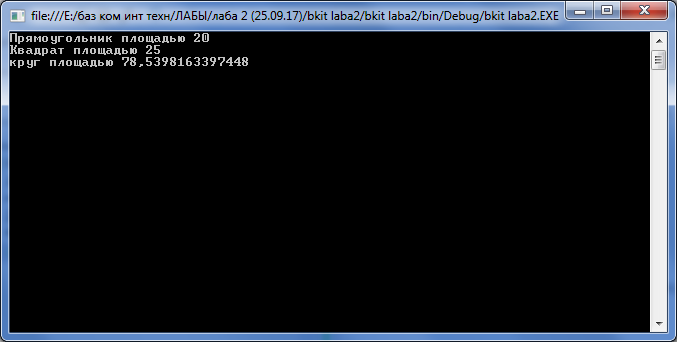 file:///E:/баз ком инт техн/ЛАБЫ/лаба 2 (25.09.17)/bkit laba2/bkit laba2/bin/Debug/bkit laba2.EXE
Прямоугольник площадью 20
Квадрат площадью 25
круг площадью 78,5398163397448